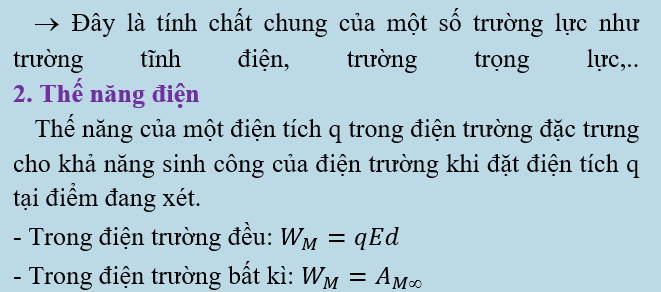 → Đây là tính chất chung của một số trường lực như
trường tĩnh điện, trường trọng lực,..
2. Thế năng điện
Thế năng của một điện tích q trong điện trường đặc trưng
cho khả năng sinh công của điện trường khi đặt điện tích q
tại điểm đang xét.
- Trong điện trường đều: W_M = qEd
- Trong điện trường bất kì: W_M = A_{M∞}